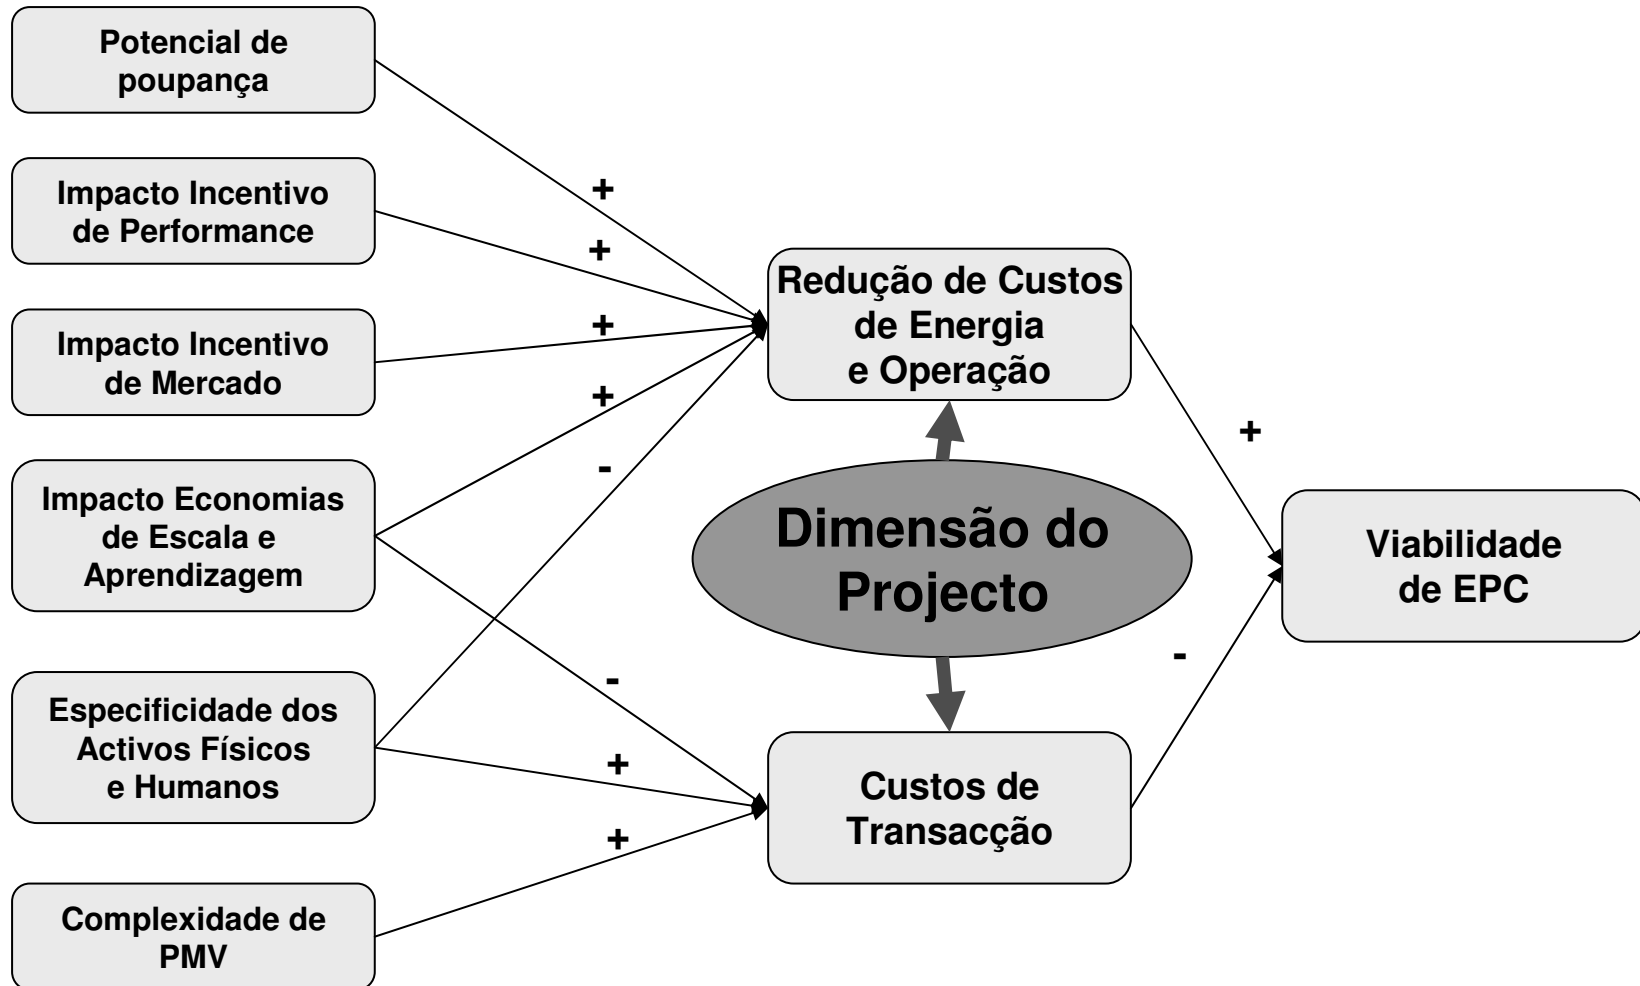 Potencial de
poupança
Impacto Incentivo
de Performance
Impacto Incentivo
de Mercado
Impacto Economias
de Escala e
Aprendizagem
Especificidade dos
Activos Físicos
e Humanos
Complexidade de
PMV
+
+
+
+
-
-
+
+
Redução de Custos
de Energia
e Operação
Dimensão do
Projecto
Custos de
Transacção
+
-
Viabilidade
de EPC